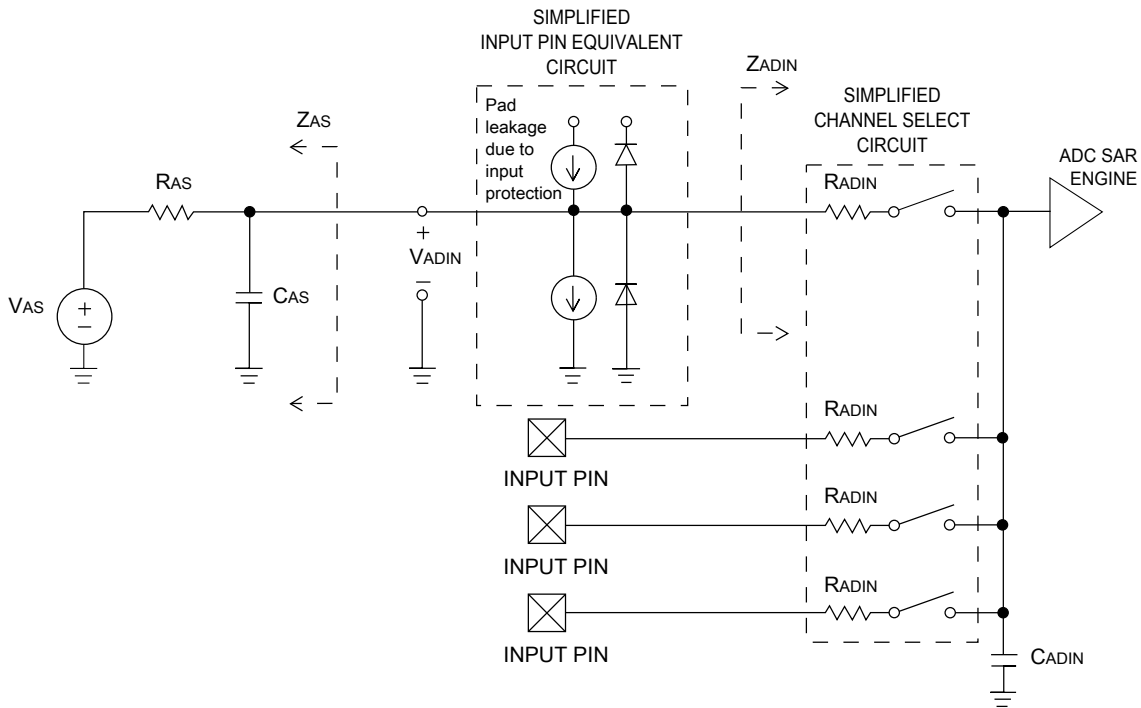 SIMPLIFIED
INPUT PIN EQUIVALENT
CIRCUIT
Pad
leakage
due to
input
protection
ZAS
RAS
VAS
+
−
CAS
+
VADIN
−
ZADIN
SIMPLIFIED
CHANNEL SELECT
CIRCUIT
RADIN
ADC SAR
ENGINE
RADIN
INPUT PIN
RADIN
INPUT PIN
RADIN
INPUT PIN
CADIN